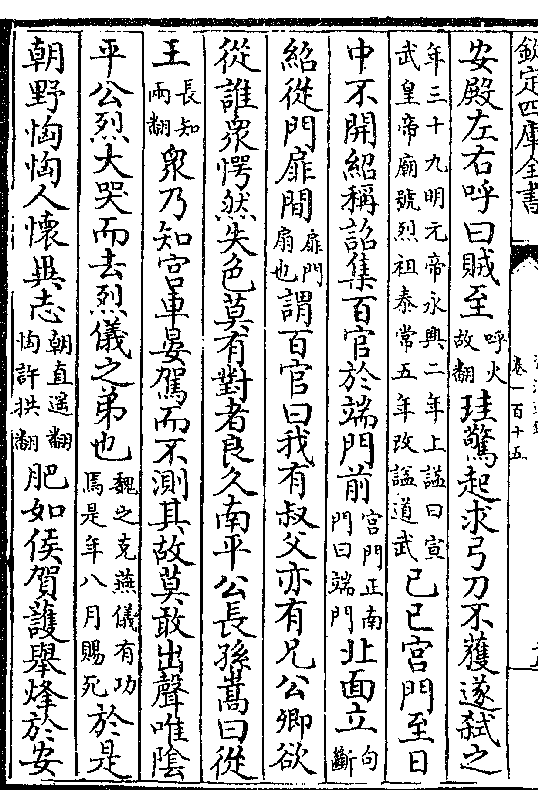 欽定四庫全書
卷一百十五
安殿左右呼曰賊至呼火故翻珪驚起求弓刀不獲遂弑之
年三十九明元帝永興二年上謚曰宣武皇帝廟號烈祖泰常五年改謚道武己巳宮門至日
中不開紹稱詔集百官於端門前宮門正南門曰端門北面立句斷
紹從門扉間扉門扇也謂百官曰我有叔父亦有兄公卿欲
從誰衆愕然失色莫有對者良久南平公長孫嵩曰從
王長知兩翻衆乃知宮車晏駕而不測其故莫敢出聲唯陰
平公烈大哭而去烈儀之弟也魏之克燕儀有功焉是年八月賜死於是
朝野恟恟人懷異志朝直遥翻恟許拱翻肥如侯賀護舉烽於安